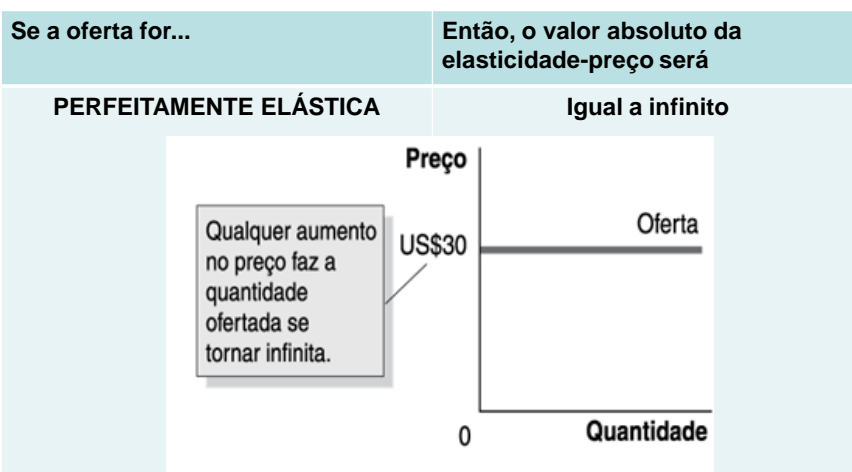 Se a oferta for...
Então, o valor absoluto da
elasticidade-preço será
PERFEITAMENTE ELÁSTICA
Igual a infinito
Preço
Qualquer aumento
no preço faz a
quantidade
ofertada se
tornar infinita.
US$30
Oferta
0
Quantidade